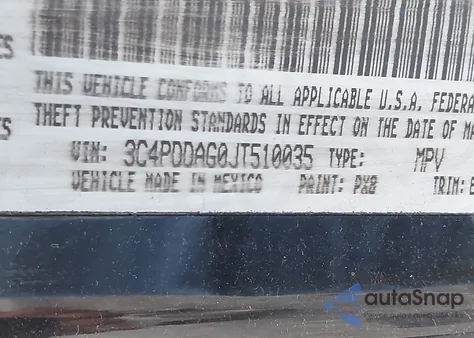 THIS VEHICLE CONFORMS TO ALL APPLICABLE U.S.A. FEDERA
THEFT PREVENTION STANDARDS IN EFFECT ON THE DATE OF MA
VIN: 3C4PDDAG0JT510035 TYPE: MPV
VEHICLE MADE IN MEXICO PAINT: PX8 TRIM:
autaSnap